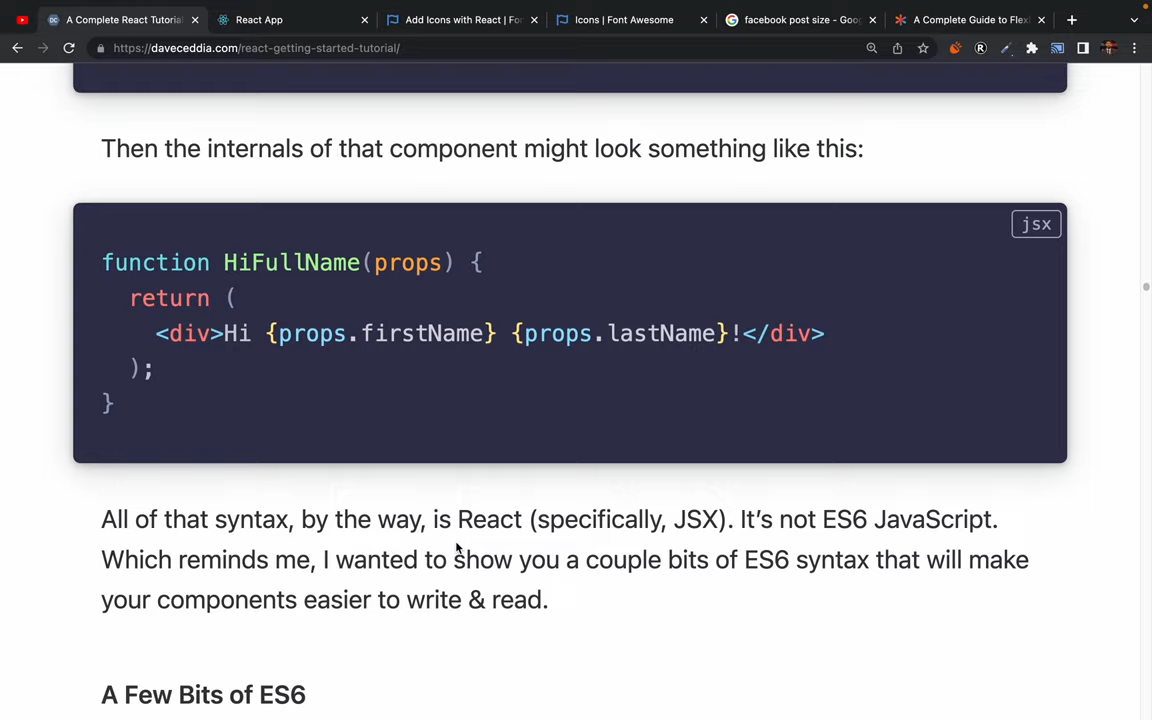 A Complete React Tutorial
React App
Add Icons with React | Fon
Icons | Font Awesome
facebook post size - Goog
A Complete Guide to Flex
https://daveceddia.com/react-getting-started-tutorial/
Then the internals of that component might look something like this:
jsx
function HiFullName(props) {
return (
<div>Hi {props.firstName} {props.lastName}!</div>
);
}
All of that syntax, by the way, is React (specifically, JSX). It’s not ES6 JavaScript.
Which reminds me, I wanted to show you a couple bits of ES6 syntax that will make
your components easier to write & read.
A Few Bits of ES6